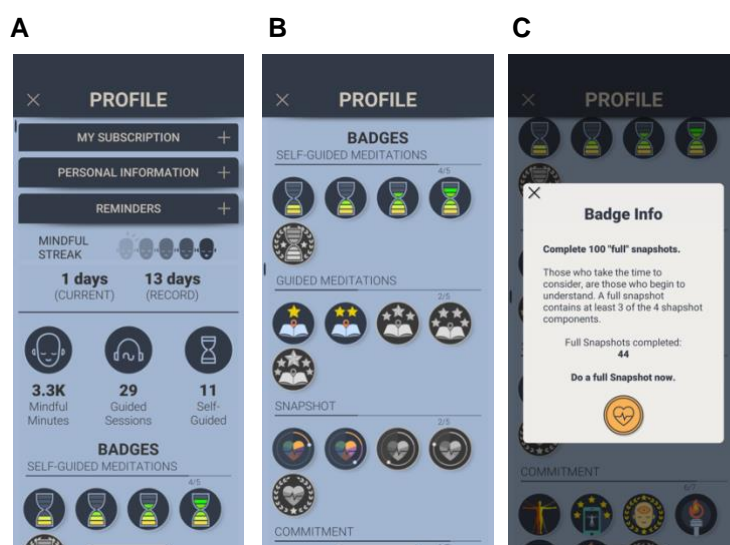 A
PROFILE
MY SUBSCRIPTION
PERSONAL INFORMATION
REMINDERS
MINDFUL
STREAK
1 days
(CURRENT)
13 days
(RECORD)
3.3K
Mindful
Minutes
29
Guided
Sessions
11
Self-
Guided
BADGES
SELF-GUIDED MEDITATIONS
4/5
B
PROFILE
BADGES
SELF-GUIDED MEDITATIONS
4/5
GUIDED MEDITATIONS
2/5
SNAPSHOT
2/5
COMMITMENT
C
PROFILE
Badge Info
Complete 100 "full" snapshots.
Those who take the time to
consider, are those who begin to
understand. A full snapshot
contains at least 3 of the 4 shapshot
components.
Full Snapshots completed:
44
Do a full Snapshot now.
COMMITMENT
6/7